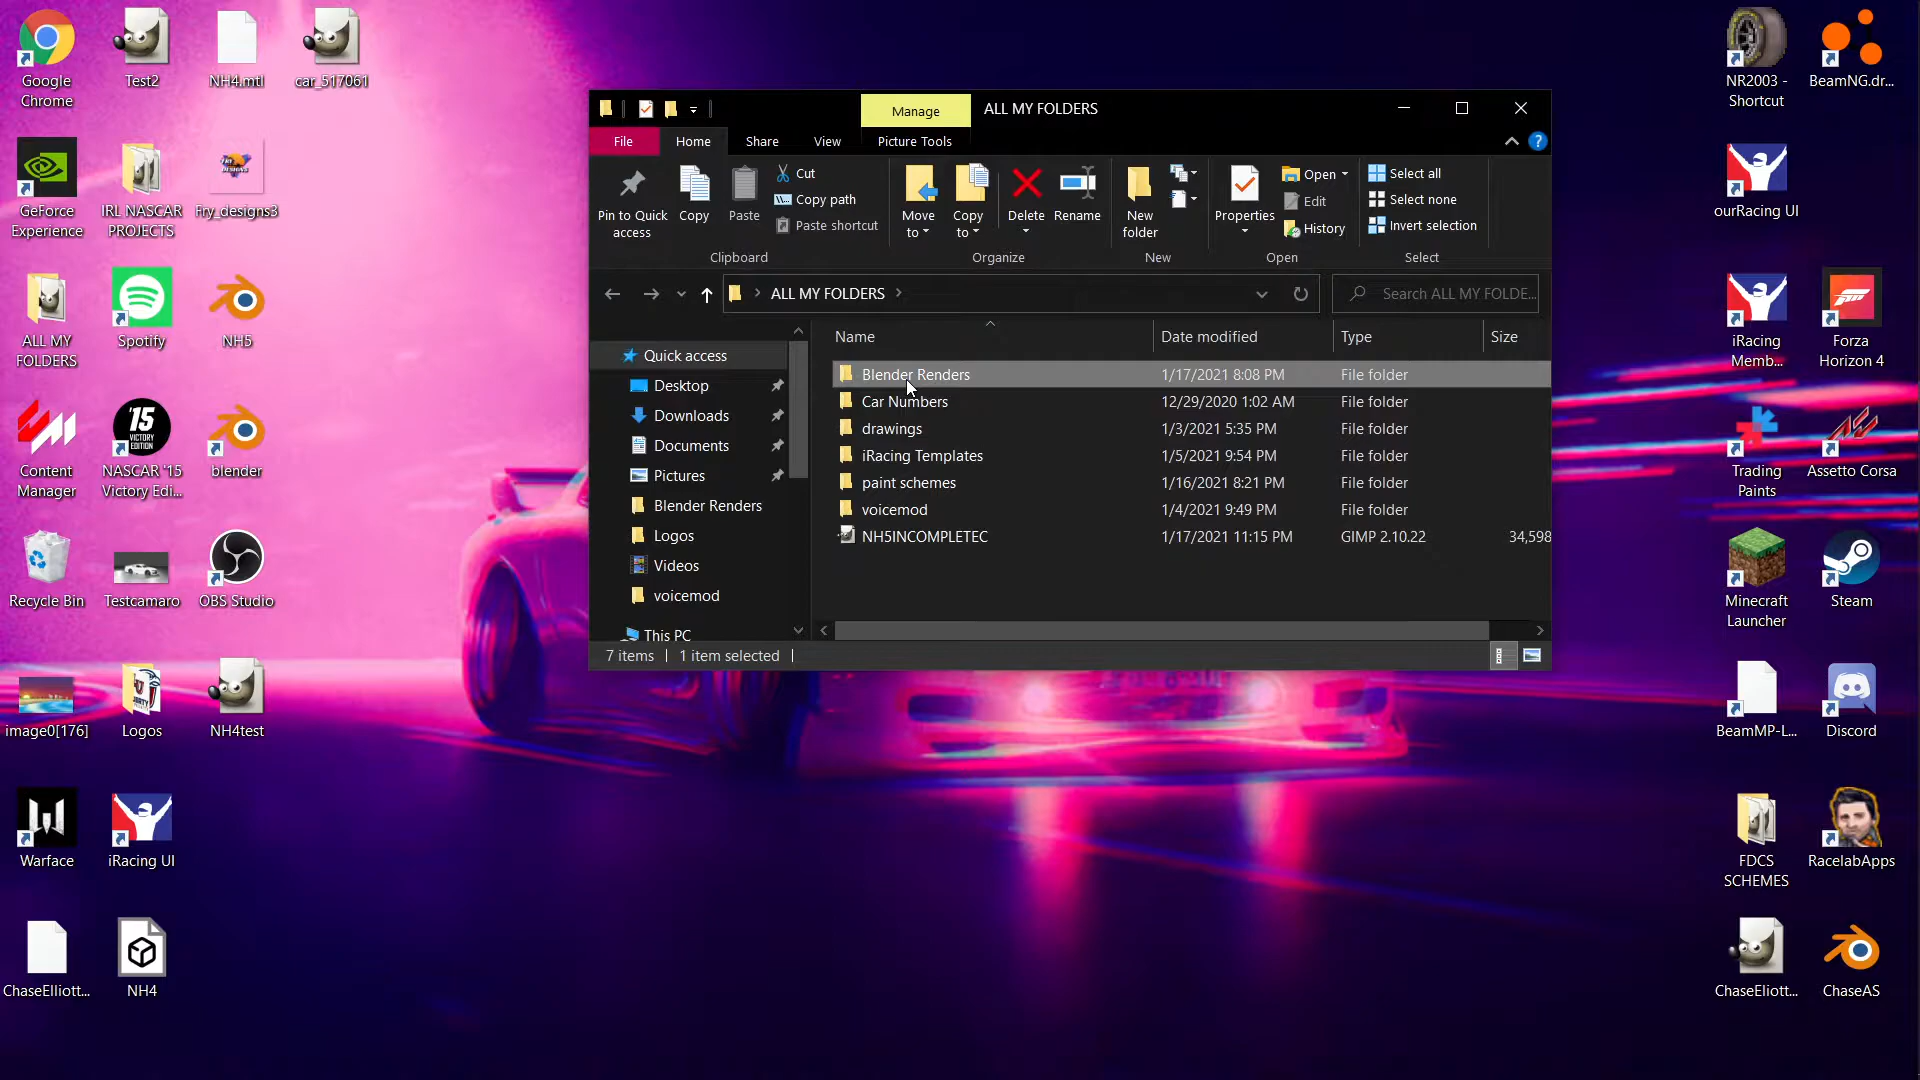 Google
Chrome
Test2
NH4.mtl
car_517061
GeForce
Experience
IRL NASCAR
PROJECTS
Fry_designs3
ALL MY
FOLDERS
Spotify
NH5
Content
Manager
'15
VICTORY
EDITION
NASCAR '15
Victory Edi...
blender
Recycle Bin
Testcamaro
OBS Studio
image0[176]
Logos
NH4test
Warface
iRacing UI
ChaseElliott...
NH4
Manage
ALL MY FOLDERS
File
Home
Share
View
Picture Tools
Pin to Quick
access
Copy
Paste
Cut
Copy path
Paste shortcut
Clipboard
Move
to
Copy
to
Delete
Rename
Organize
New
folder
New
Properties
Open
Edit
History
Open
Select all
Select none
Invert selection
Select
ALL MY FOLDERS
Search ALL MY FOLDE...
Quick access
Desktop
Downloads
Documents
Pictures
Blender Renders
Logos
Videos
voicemod
This PC
Name Date modified Type Size
Blender Renders 1/17/2021 8:08 PM File folder
Car Numbers 12/29/2020 1:02 AM File folder
drawings 1/3/2021 5:35 PM File folder
iRacing Templates 1/5/2021 9:54 PM File folder
paint schemes 1/16/2021 8:21 PM File folder
voicemod 1/4/2021 9:49 PM File folder
NH5INCOMPLETEC 1/17/2021 11:15 PM GIMP 2.10.22 34,598
7 items 1 item selected
NR2003 -
Shortcut
BeamNG.dr...
ourRacing UI
iRacing
Memb...
Forza
Horizon 4
Trading
Paints
Assetto Corsa
Minecraft
Launcher
Steam
BeamMP-L...
Discord
FDCS
SCHEMES
RacelabApps
ChaseEliott...
ChaseAS